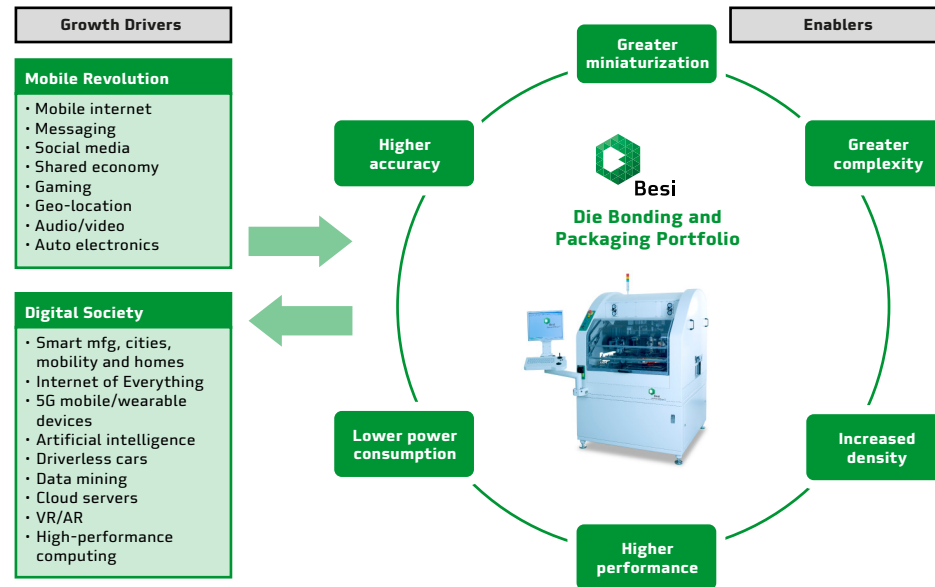 Growth Drivers
Mobile Revolution
• Mobile internet
• Messaging
• Social media
• Shared economy
• Gaming
• Geo-location
• Audio/video
• Auto electronics
Digital Society
• Smart mfg, cities,
mobility and homes
• Internet of Everything
• 5G mobile/wearable
devices
• Artificial intelligence
• Driverless cars
• Data mining
• Cloud servers
• VR/AR
• High-performance
computing
Enablers
Greater
miniaturization
Higher
accuracy
Greater
complexity
Besi
Die Bonding and
Packaging Portfolio
Lower power
consumption
Increased
density
Higher
performance